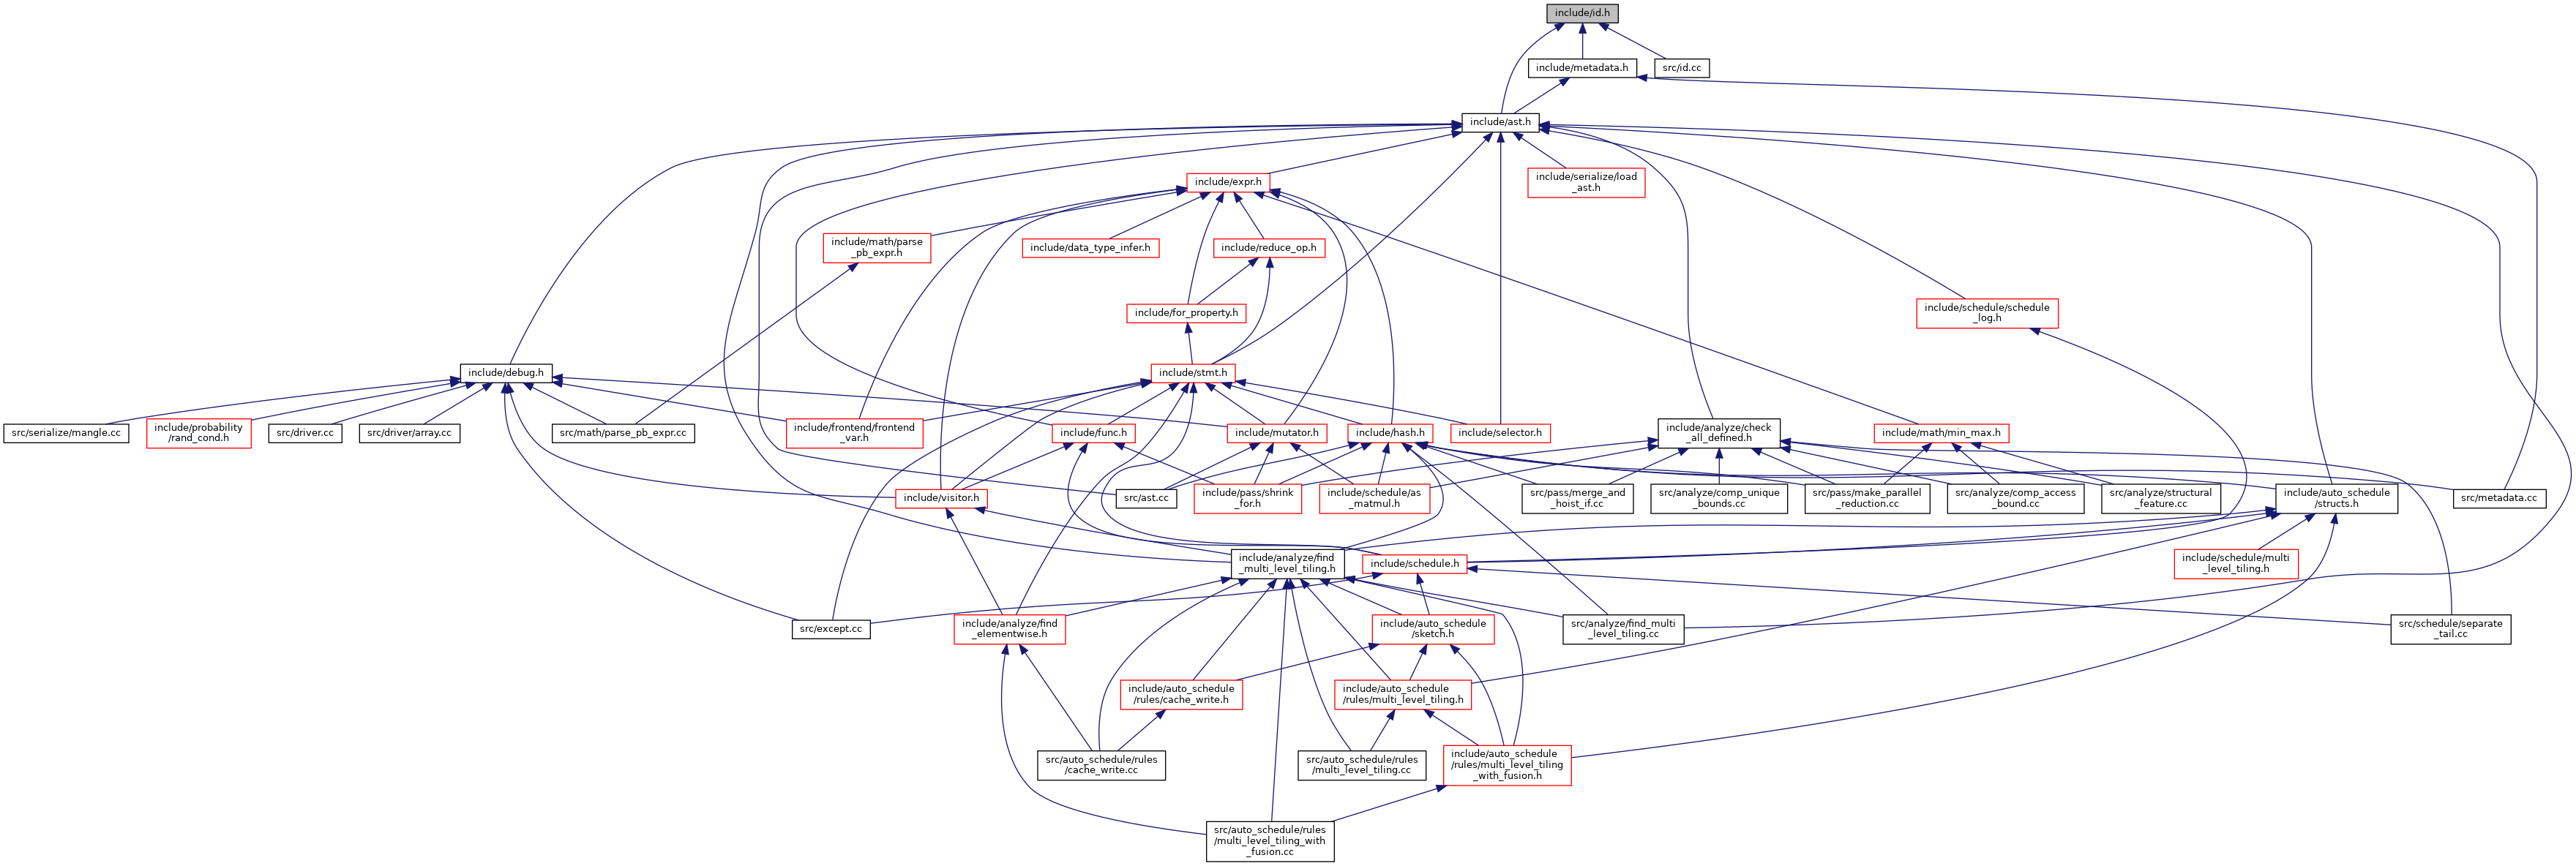 include/id.h
include/metadata.h
src/id.cc
include/ast.h
include/expr.h
include/serialize/load
_ast.h
include/math/parse
_pb_expr.h
include/data_type_infer.h
include/reduce_op.h
include/for_property.h
include/schedule/schedule
_log.h
include/debug.h
include/stmt.h
src/serialize/mangle.cc
include/probability
/rand_cond.h
src/driver.cc
src/driver/array.cc
src/math/parse_pb_expr.cc
include/frontend/frontend
_var.h
include/func.h
include/mutator.h
include/hash.h
include/selector.h
include/analyze/check
_all_defined.h
include/math/min_max.h
include/visitor.h
src/ast.cc
include/pass/shrink
_for.h
include/schedule/as
_matmul.h
src/pass/merge_and
_hoist_if.cc
src/analyze/comp_unique
_bounds.cc
src/pass/make_parallel
_reduction.cc
src/analyze/comp_access
_bound.cc
src/analyze/structural
_feature.cc
include/auto_schedule
/structs.h
src/metadata.cc
include/analyze/find
_multi_level_tiling.h
include/schedule.h
include/schedule/multi
_level_tiling.h
src/except.cc
include/analyze/find
_elementwise.h
include/auto_schedule
/sketch.h
src/analyze/find_multi
_level_tiling.cc
src/schedule/separate
_tail.cc
include/auto_schedule
/rules/cache_write.h
include/auto_schedule
/rules/multi_level_tiling.h
src/auto_schedule/rules
/cache_write.cc
src/auto_schedule/rules
/multi_level_tiling.cc
include/auto_schedule
/rules/multi_level_tiling
_with_fusion.h
src/auto_schedule/rules
/multi_level_tiling_with
_fusion.cc